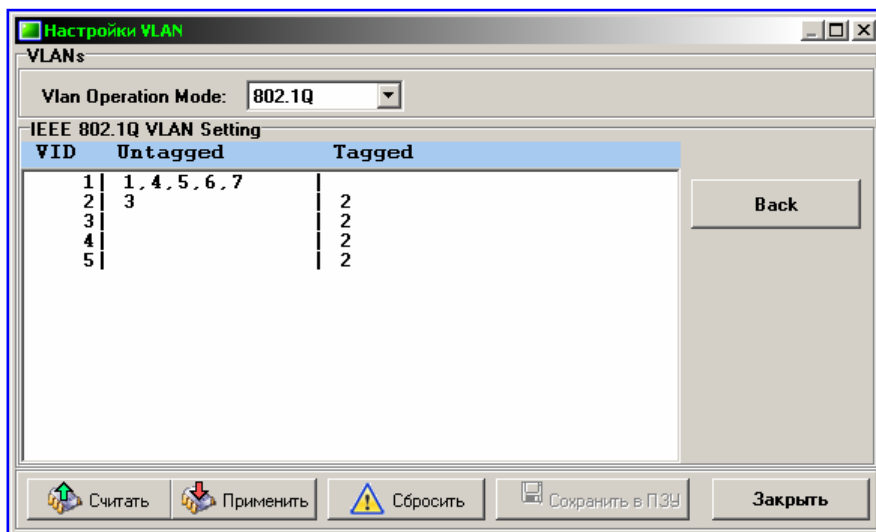 Настройки VLAN
VLANs
Vlan Operation Mode: 802.1Q
IEEE 802.1Q VLAN Setting
VID Untagged Tagged
1| 1,4,5,6,7 |
2| 3 | 2
3| | 2
4| | 2
5| | 2
Back
Считать Применить Сбросить Сохранить в ПЗУ Закрыть